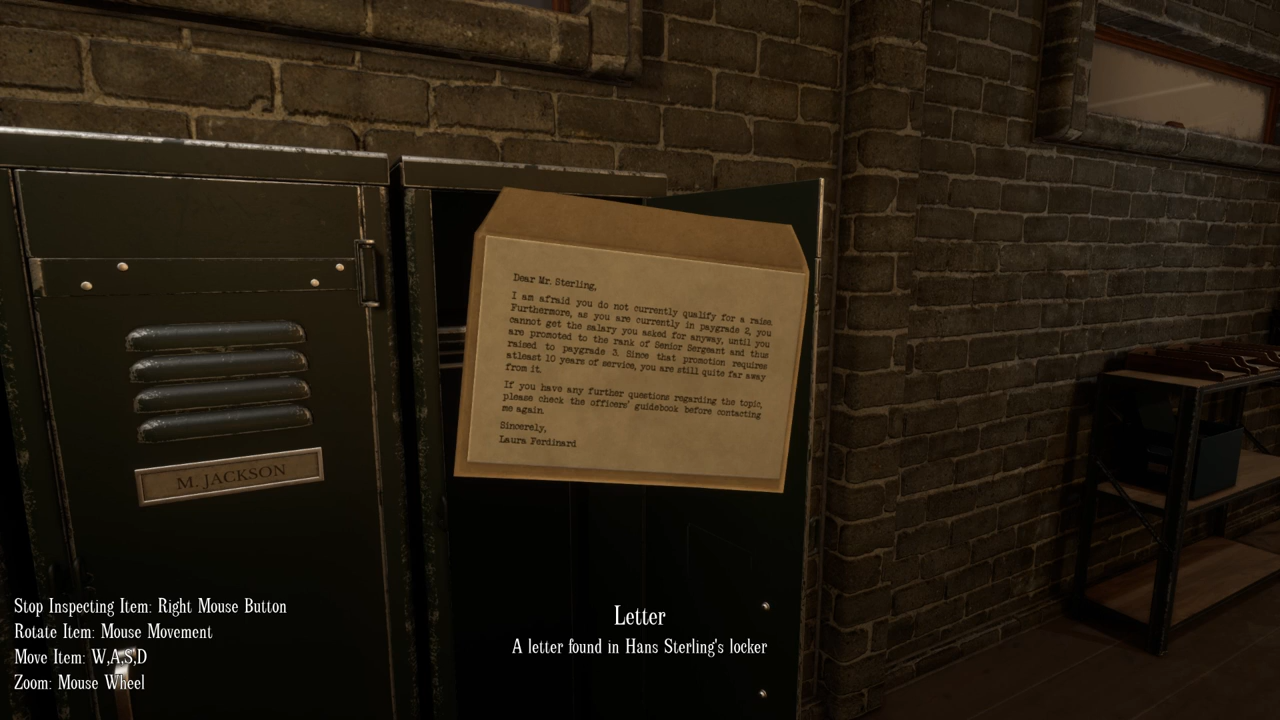 Dear Mr. Sterling,
I am afraid you do not currently qualify for a raise.
Furthermore, as you are currently in paygrade 2, you
cannot get the salary you asked for anyway, until you
are promoted to the rank of Senior Sergeant and thus
raised to paygrade 3. Since that promotion requires
atleast 10 years of service, you are still quite far away
from it.
If you have any further questions regarding the topic,
please check the officers' guidebook before contacting
me again.
Sincerely,
Laura Ferdinard
M. JACKSON
Stop Inspecting Item: Right Mouse Button
Rotate Item: Mouse Movement
Move Item: W,A,S,D
Zoom: Mouse Wheel
Letter
A letter found in Hans Sterling's locker